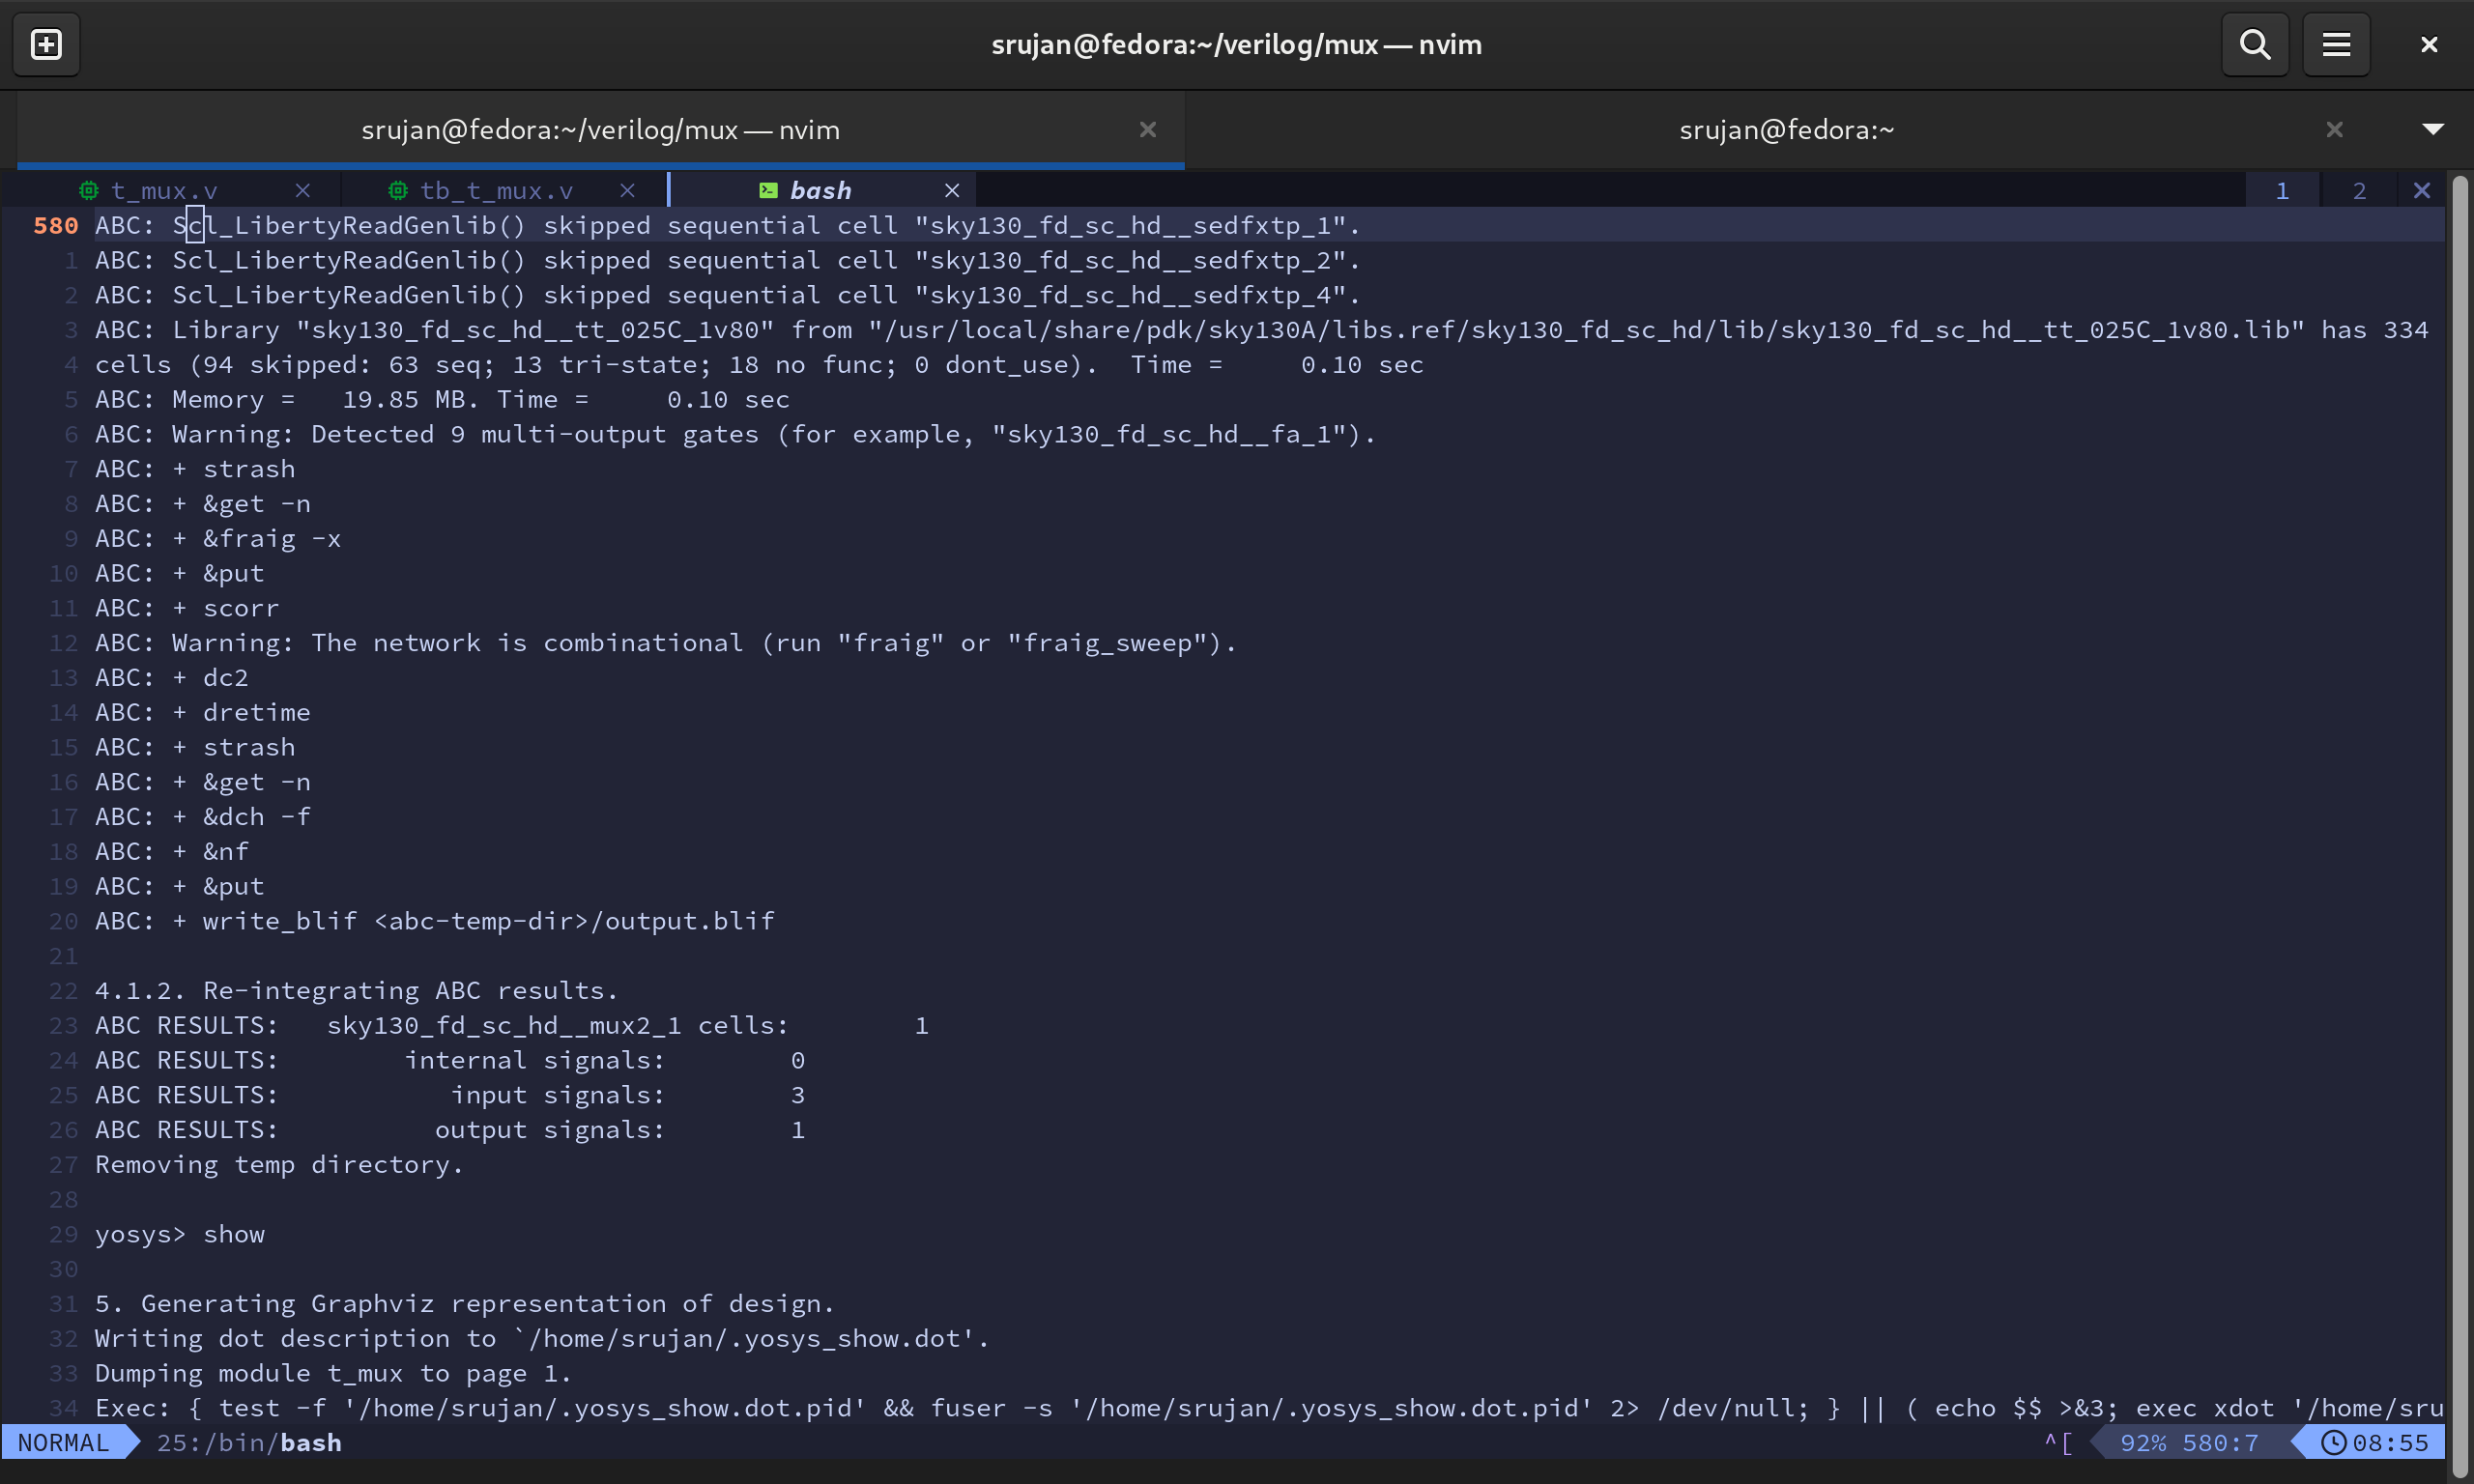 srujan@fedora:~/verilog/mux — nvim
srujan@fedora:~/verilog/mux — nvim
srujan@fedora:~
t_mux.v tb_t_mux.v bash 1 2
580 ABC: Scl_LibertyReadGenlib() skipped sequential cell "sky130_fd_sc_hd__sedfxtp_1".
1 ABC: Scl_LibertyReadGenlib() skipped sequential cell "sky130_fd_sc_hd__sedfxtp_2".
2 ABC: Scl_LibertyReadGenlib() skipped sequential cell "sky130_fd_sc_hd__sedfxtp_4".
3 ABC: Library "sky130_fd_sc_hd__tt_025C_1v80" from "/usr/local/share/pdk/sky130A/libs.ref/sky130_fd_sc_hd/lib/sky130_fd_sc_hd__tt_025C_1v80.lib" has 334
4 cells (94 skipped: 63 seq; 13 tri-state; 18 no func; 0 dont_use).  Time =     0.10 sec
5 ABC: Memory =   19.85 MB. Time =     0.10 sec
6 ABC: Warning: Detected 9 multi-output gates (for example, "sky130_fd_sc_hd__fa_1").
7 ABC: + strash
8 ABC: + &get -n
9 ABC: + &fraig -x
10 ABC: + &put
11 ABC: + scorr
12 ABC: Warning: The network is combinational (run "fraig" or "fraig_sweep").
13 ABC: + dc2
14 ABC: + dretime
15 ABC: + strash
16 ABC: + &get -n
17 ABC: + &dch -f
18 ABC: + &nf
19 ABC: + &put
20 ABC: + write_blif <abc-temp-dir>/output.blif
21
22 4.1.2. Re-integrating ABC results.
23 ABC RESULTS:   sky130_fd_sc_hd__mux2_1 cells:        1
24 ABC RESULTS:        internal signals:        0
25 ABC RESULTS:           input signals:        3
26 ABC RESULTS:          output signals:        1
27 Removing temp directory.
28
29 yosys> show
30
31 5. Generating Graphviz representation of design.
32 Writing dot description to `/home/srujan/.yosys_show.dot'.
33 Dumping module t_mux to page 1.
34 Exec: { test -f '/home/srujan/.yosys_show.dot.pid' && fuser -s '/home/srujan/.yosys_show.dot.pid' 2> /dev/null; } || ( echo $$ >&3; exec xdot '/home/sru
NORMAL 25:/bin/bash ^[ 92% 580:7 08:55